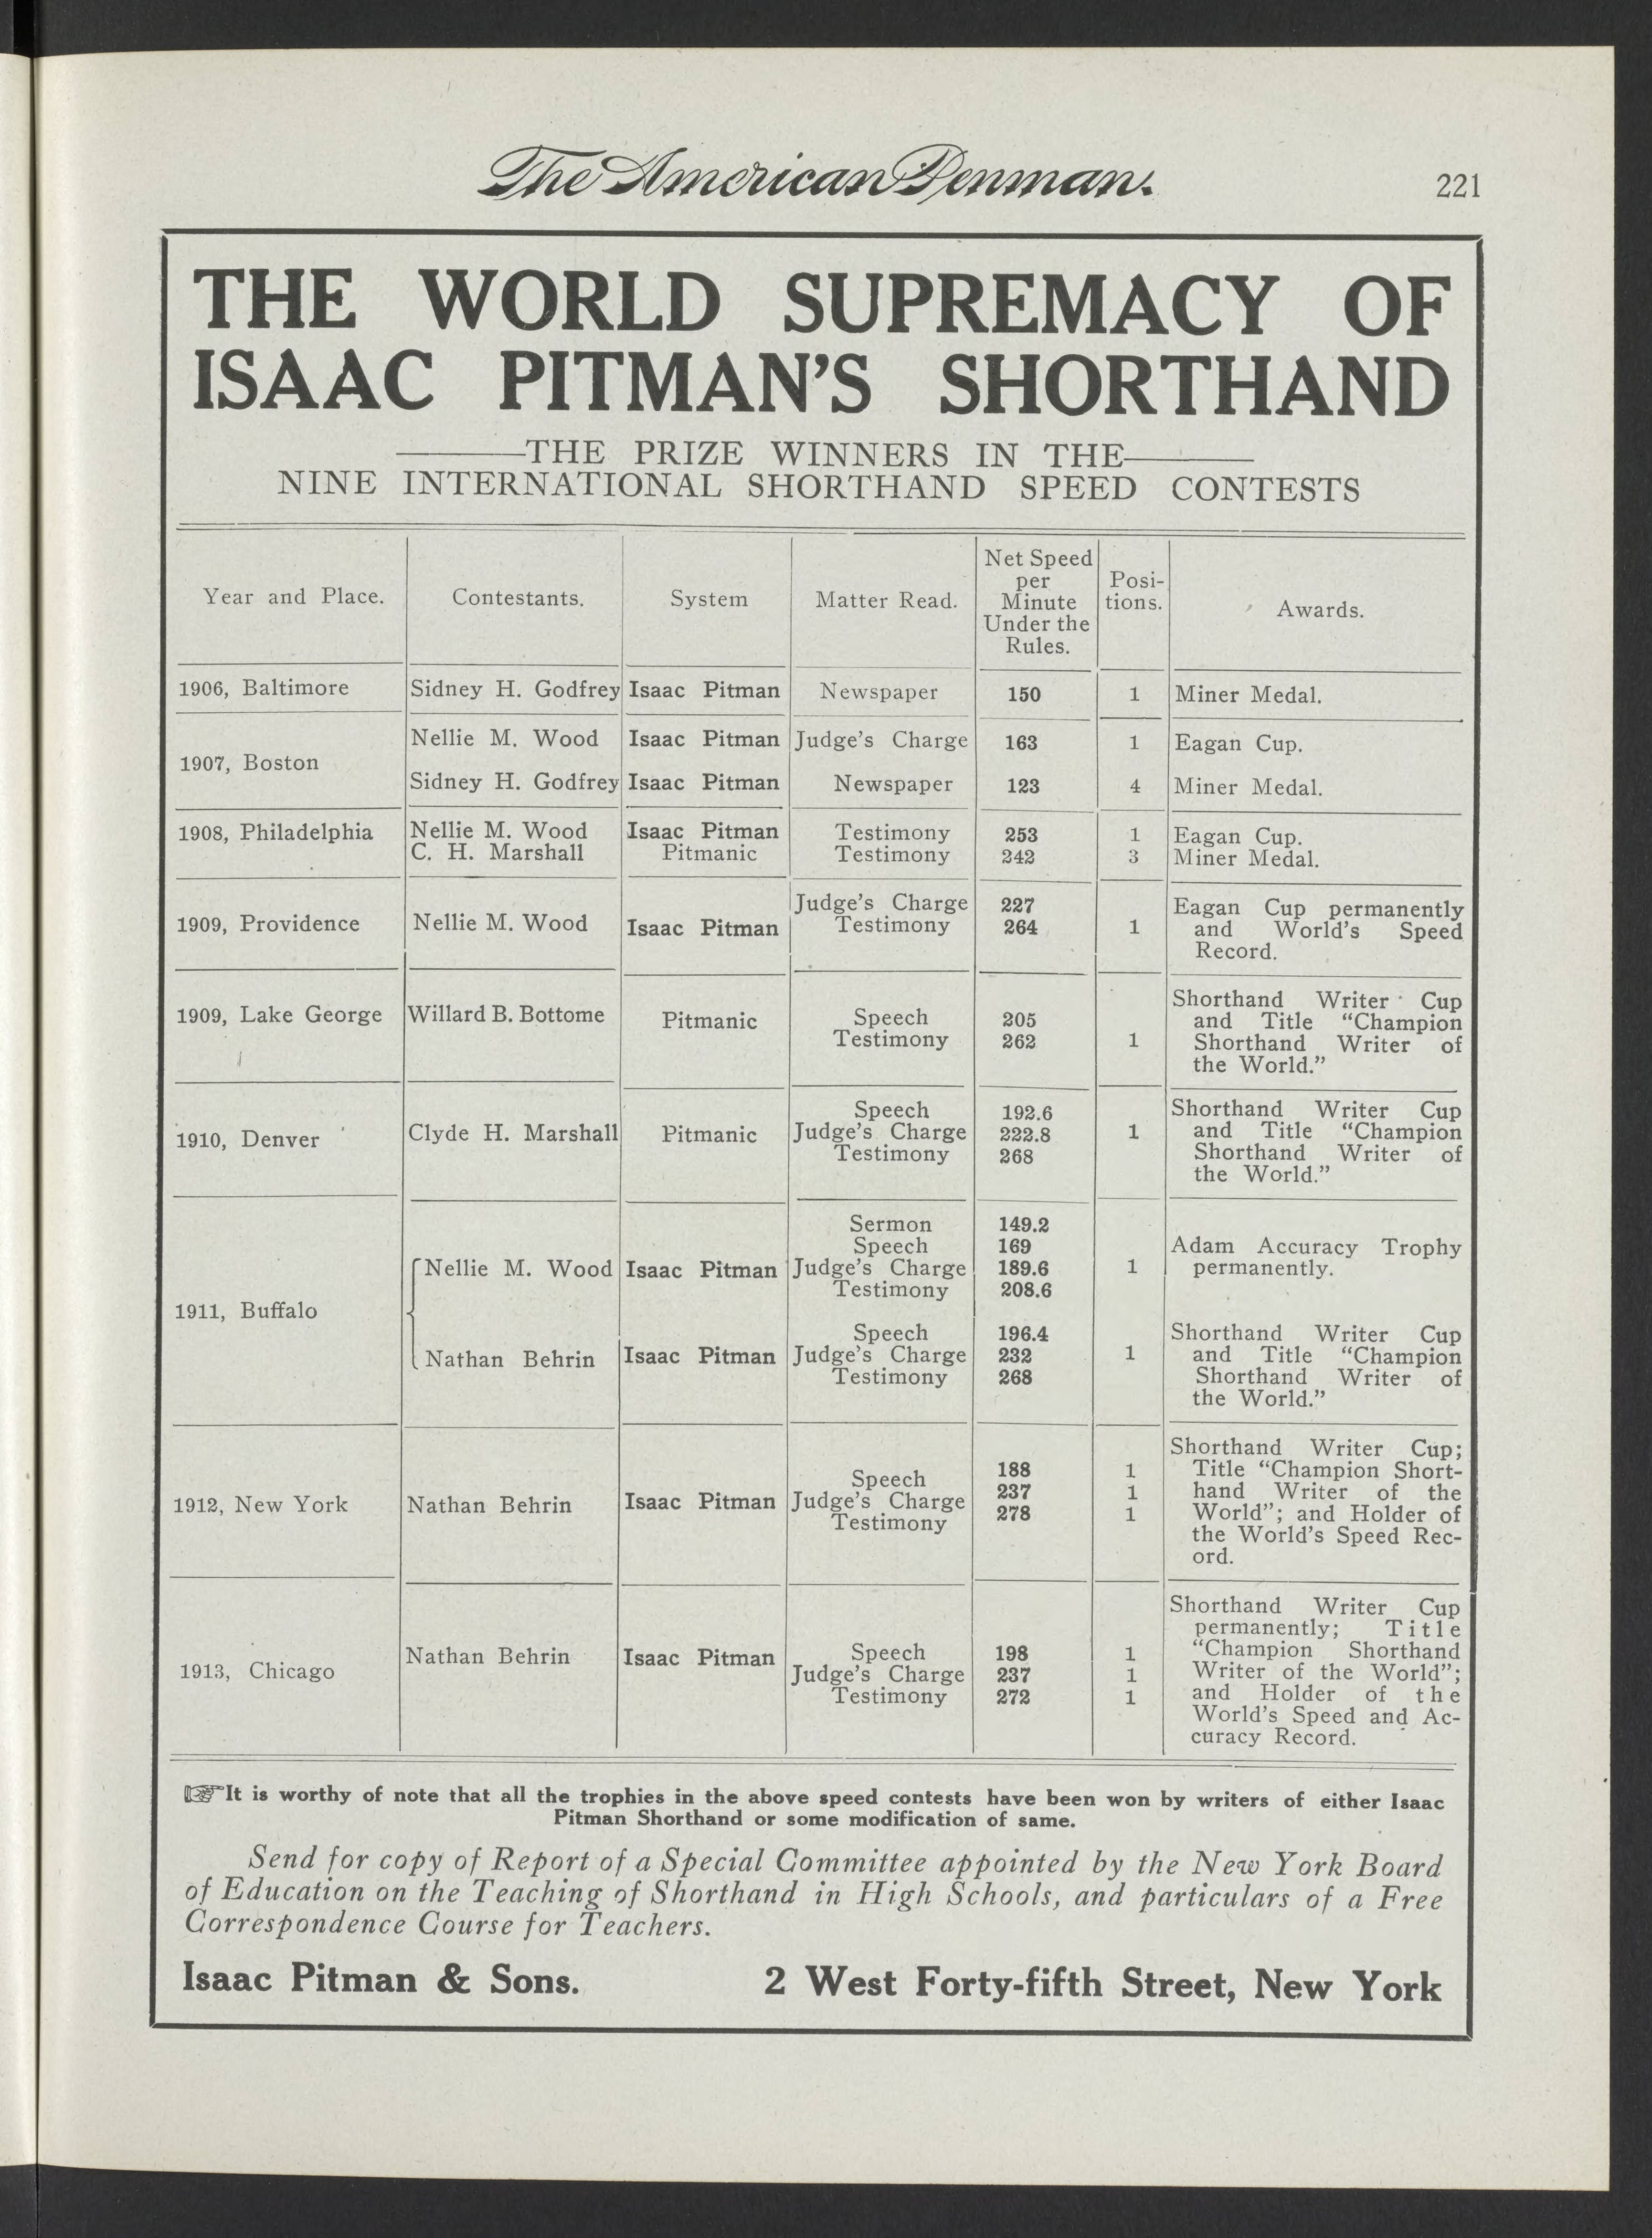 The American Penman.
221
THE WORLD SUPREMACY OF
ISAAC PITMAN'S SHORTHAND
THE PRIZE WINNERS IN THE
NINE INTERNATIONAL SHORTHAND SPEED CONTESTS
Year and Place.
Contestants.
System
Matter Read.
Net Speed
per
Minute
Under the
Rules.
Posi-
tions.
Awards.
1906, Baltimore Sidney H. Godfrey Isaac Pitman Newspaper 150 1 Miner Medal.
1907, Boston
Nellie M. Wood Isaac Pitman Judge's Charge 163 1 Eagan Cup.
Sidney H. Godfrey Isaac Pitman Newspaper 123 4 Miner Medal.
1908, Philadelphia Nellie M. Wood Isaac Pitman Testimony 253 1 Eagan Cup.
C. H. Marshall Pitmanic Testimony 242 3 Miner Medal.
1909, Providence Nellie M. Wood Isaac Pitman
Judge's Charge 227
Testimony 264 1
Eagan Cup permanently
and World's Speed
Record.
1909, Lake George Willard B. Bottome Pitmanic
Speech 205
Testimony 262 1
Shorthand Writer Cup
and Title “Champion
Shorthand Writer of
the World.”
1910, Denver Clyde H. Marshall Pitmanic
Speech 192.6
Judge's Charge 222.8 1
Testimony 268
Shorthand Writer Cup
and Title “Champion
Shorthand Writer of
the World.”
1911, Buffalo
Nellie M. Wood Isaac Pitman
Sermon 149.2
Speech 169
Judge's Charge 189.6 1
Testimony 208.6
Adam Accuracy Trophy
permanently.
Nathan Behrin Isaac Pitman
Speech 196.4
Judge's Charge 232 1
Testimony 268
Shorthand Writer Cup
and Title “Champion
Shorthand Writer of
the World.”
1912, New York Nathan Behrin Isaac Pitman
Speech 188 1
Judge's Charge 237 1
Testimony 278 1
Shorthand Writer Cup;
Title “Champion Short-
hand Writer of the
World”; and Holder of
the World's Speed Rec-
ord.
1913, Chicago Nathan Behrin Isaac Pitman
Speech 198 1
Judge's Charge 237 1
Testimony 272 1
Shorthand Writer Cup
permanently; Title
“Champion Shorthand
Writer of the World”;
and Holder of the
World's Speed and Ac-
curacy Record.
It is worthy of note that all the trophies in the above speed contests have been won by writers of either Isaac
Pitman Shorthand or some modification of same.
Send for copy of Report of a Special Committee appointed by the New York Board
of Education on the Teaching of Shorthand in High Schools, and particulars of a Free
Correspondence Course for Teachers.
Isaac Pitman & Sons. 2 West Forty-fifth Street, New York